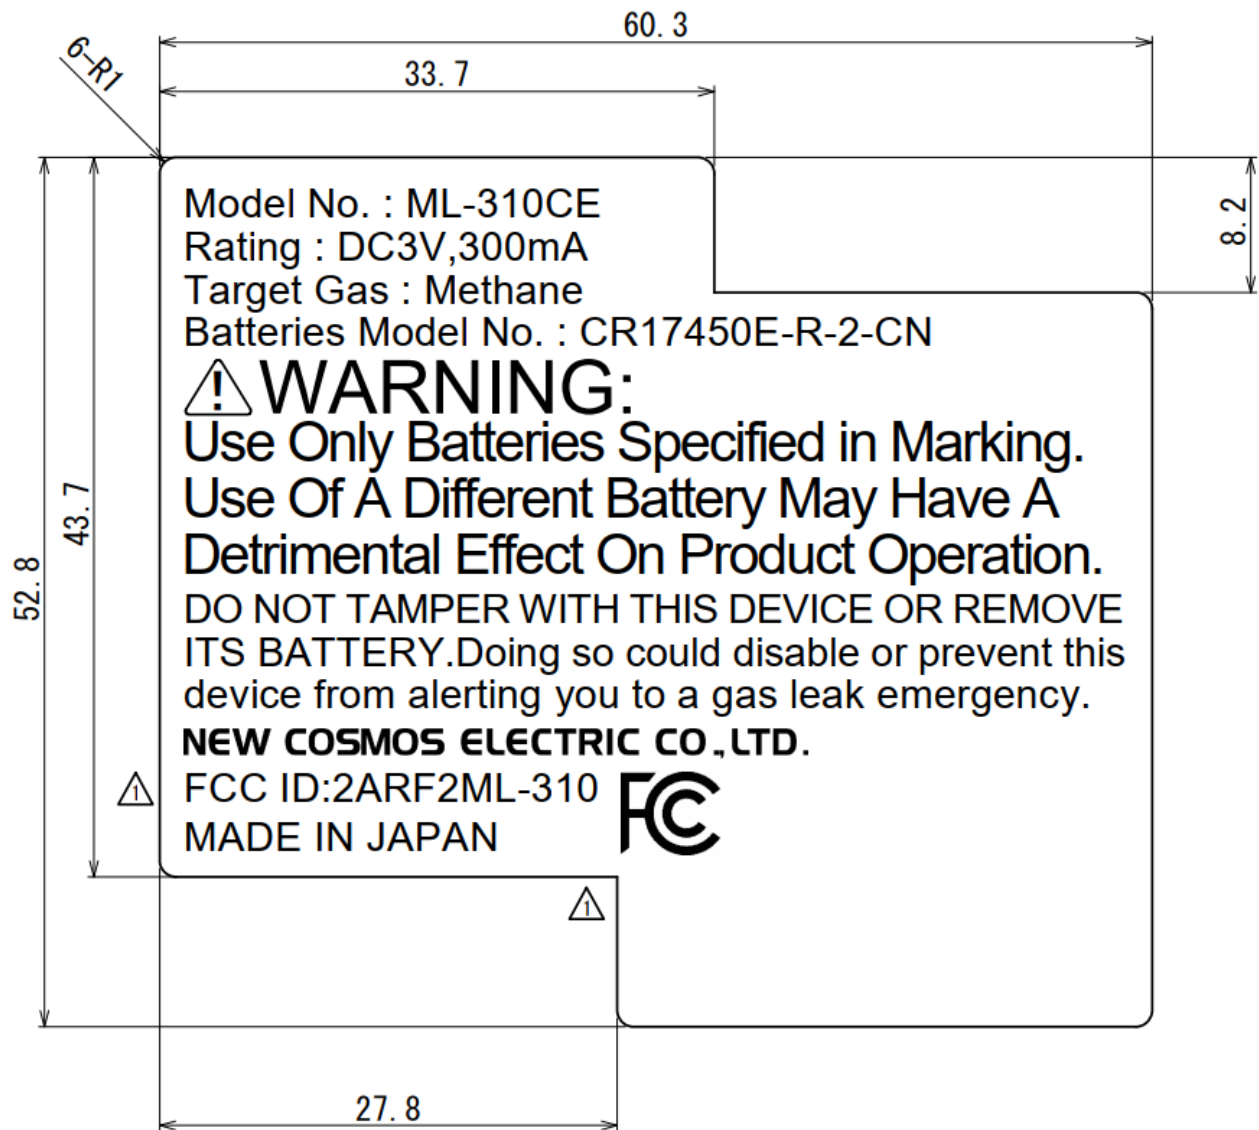 60.3
6-R1
33.7
8.2
Model No. : ML-310CE
Rating : DC3V,300mA
Target Gas : Methane
Batteries Model No. : CR17450E-R-2-CN
! WARNING:
Use Only Batteries Specified in Marking.
Use Of A Different Battery May Have A
Detrimental Effect On Product Operation.
43.7
52.8
DO NOT TAMPER WITH THIS DEVICE OR REMOVE
ITS BATTERY.Doing so could disable or prevent this
device from alerting you to a gas leak emergency.
NEW COSMOS ELECTRIC CO.,LTD.
1 FCC ID:2ARF2ML-310 FCC
MADE IN JAPAN
1
27.8